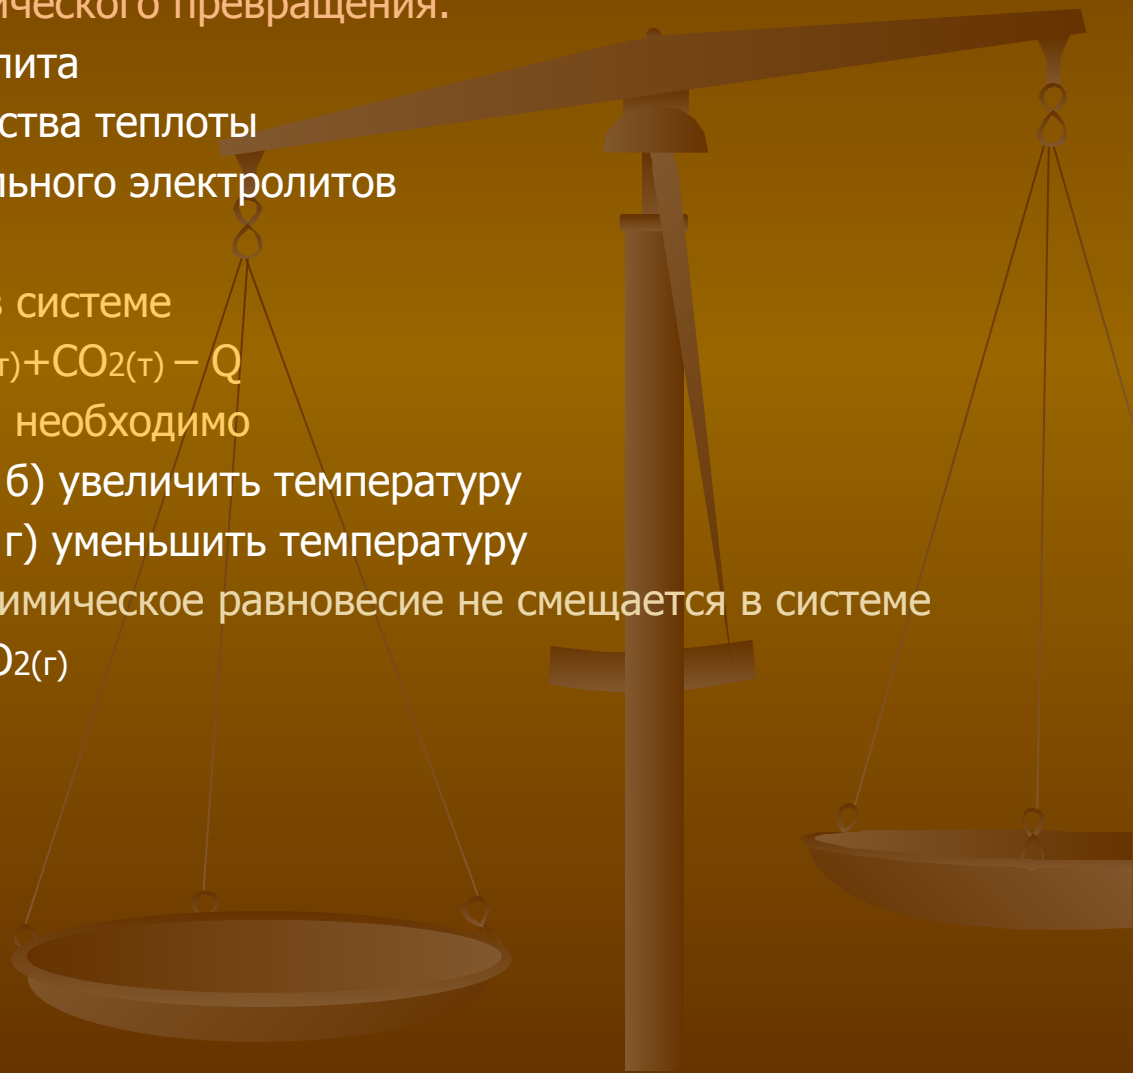 ического превращения.
лита
ства теплоты
льного электролитов
в системе
т)+CO2(т) – Q
необходимо
б) увеличить температуру
г) уменьшить температуру
имическое равновесие не смещается в системе
O2(г)